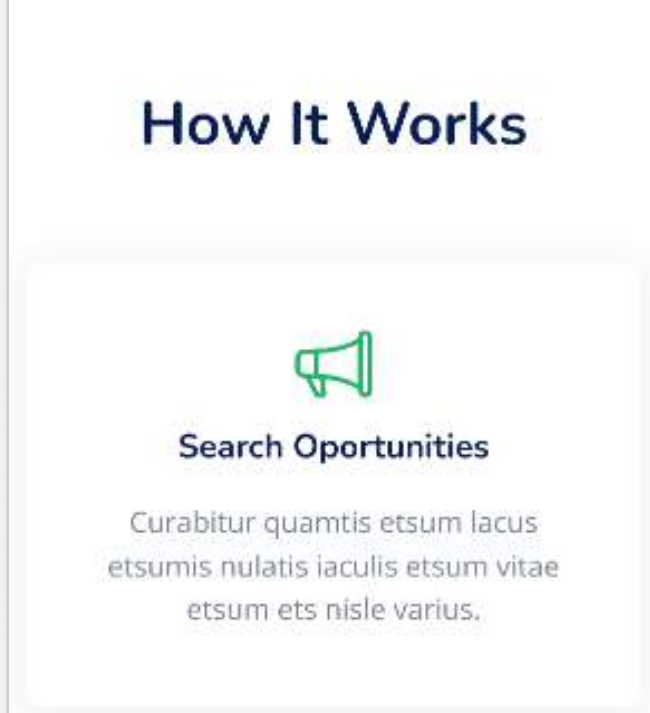 How It Works
Search Oportunities
Curabitur quamtis etsum lacus
etsumis nulatis iaculis etsum vitae
etsum ets nisle varius.